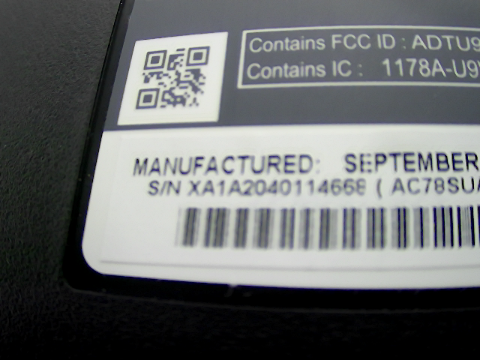 Contains FCC ID : ADTU9
Contains IC : 1178A-U9
MANUFACTURED: SEPTEMBER
S/N XA1A2040114668 ( AC78SUA